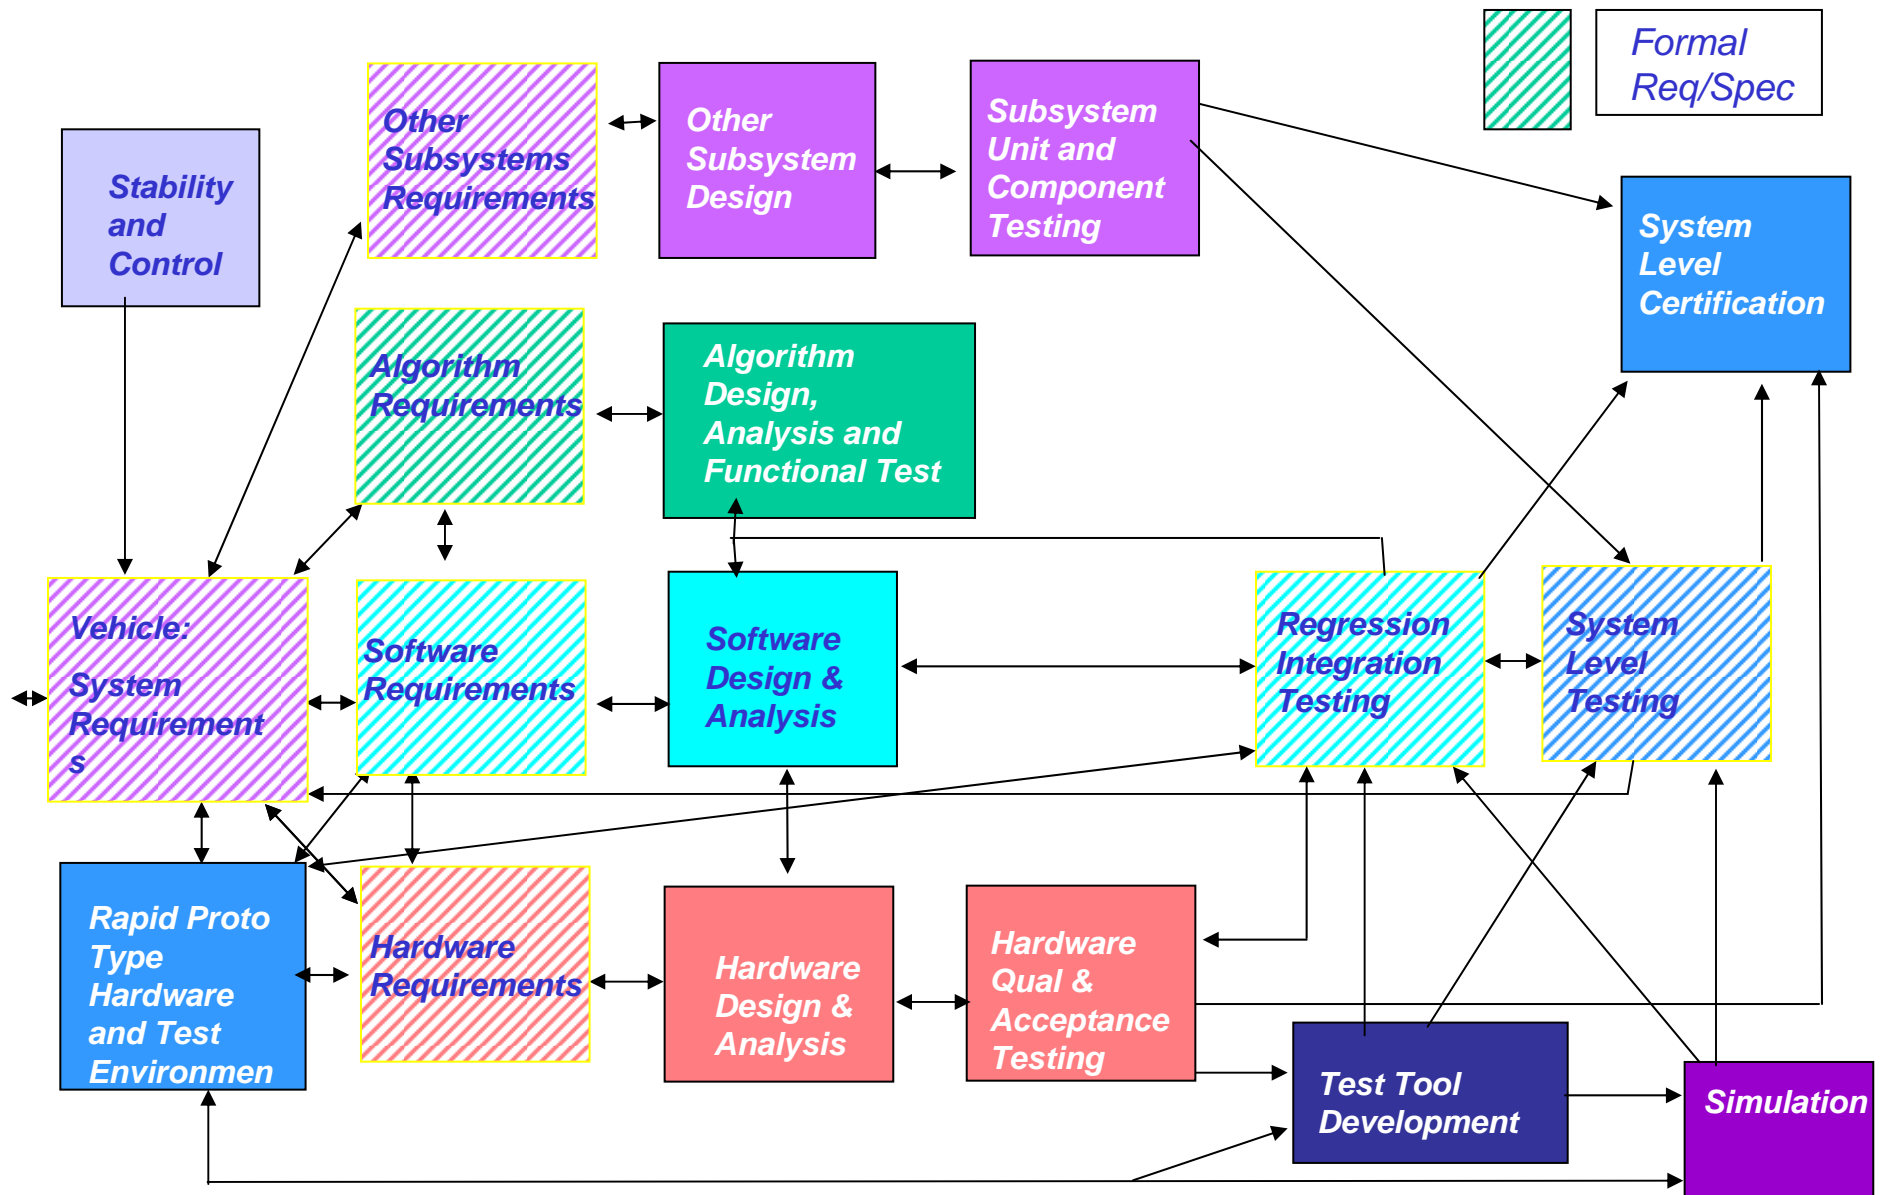 Formal
Req/Spec
Other
Subsystems
Requirements
Other
Subsystem
Design
Subsystem
Unit and
Component
Testing
Stability
and
Control
System
Level
Certification
Algorithm
Requirements
Algorithm
Design,
Analysis and
Functional Test
Vehicle:
System
Requirement
s
Software
Requirements
Software
Design &
Analysis
Regression
Integration
Testing
System
Level
Testing
Rapid Proto
Type
Hardware
and Test
Environmen
Hardware
Requirements
Hardware
Design &
Analysis
Hardware
Qual &
Acceptance
Testing
Test Tool
Development
Simulation